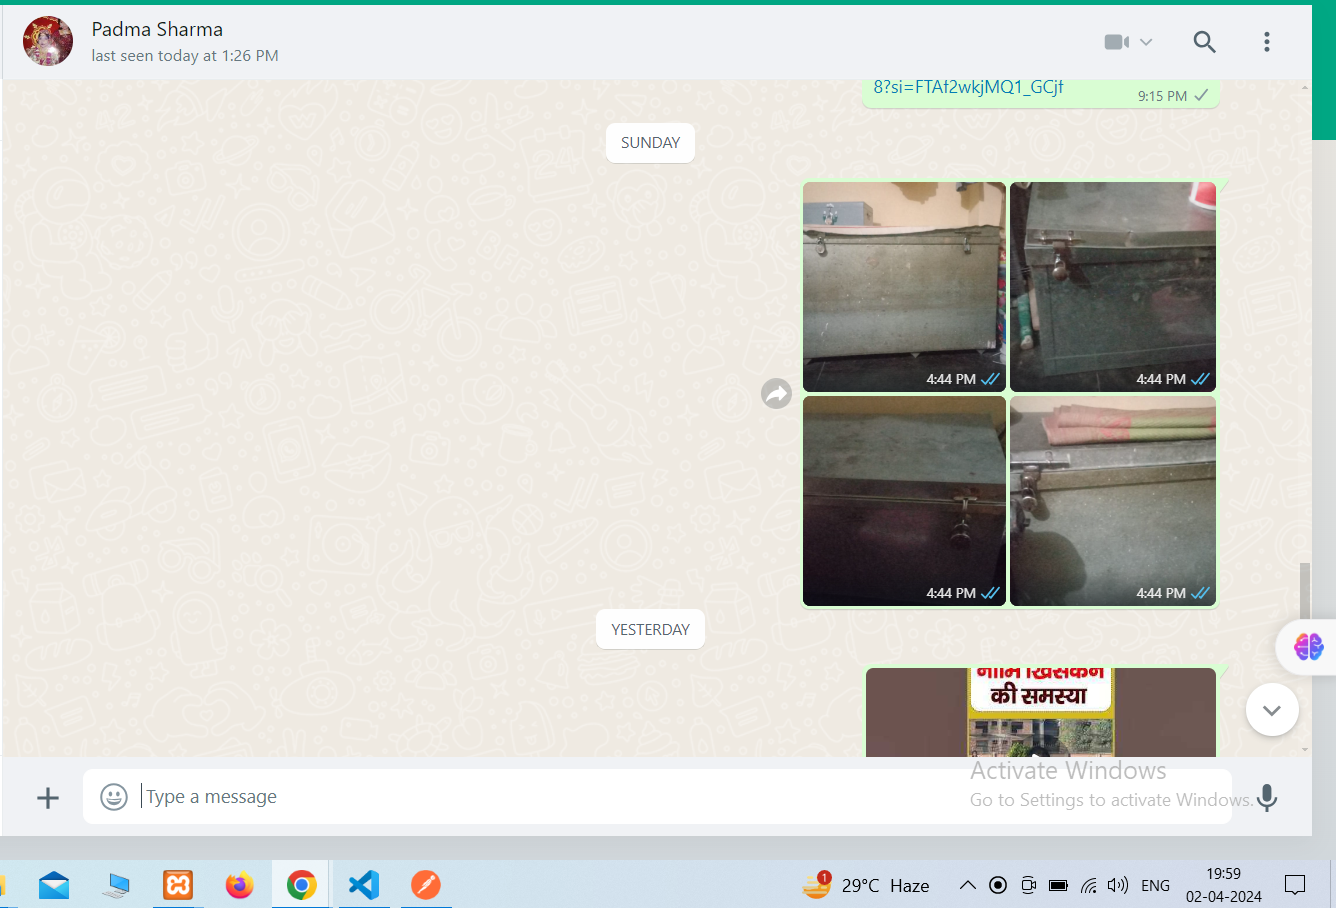 Padma Sharma
last seen today at 1:26 PM
8?si=FTAf2wkjMQ1_GCjf
9:15 PM
SUNDAY
4:44 PM
4:44 PM
4:44 PM
4:44 PM
YESTERDAY
नाभि खिसकने
की समस्या
Type a message
Activate Windows
Go to Settings to activate Windows.
1
29°C Haze
ENG
19:59
02-04-2024